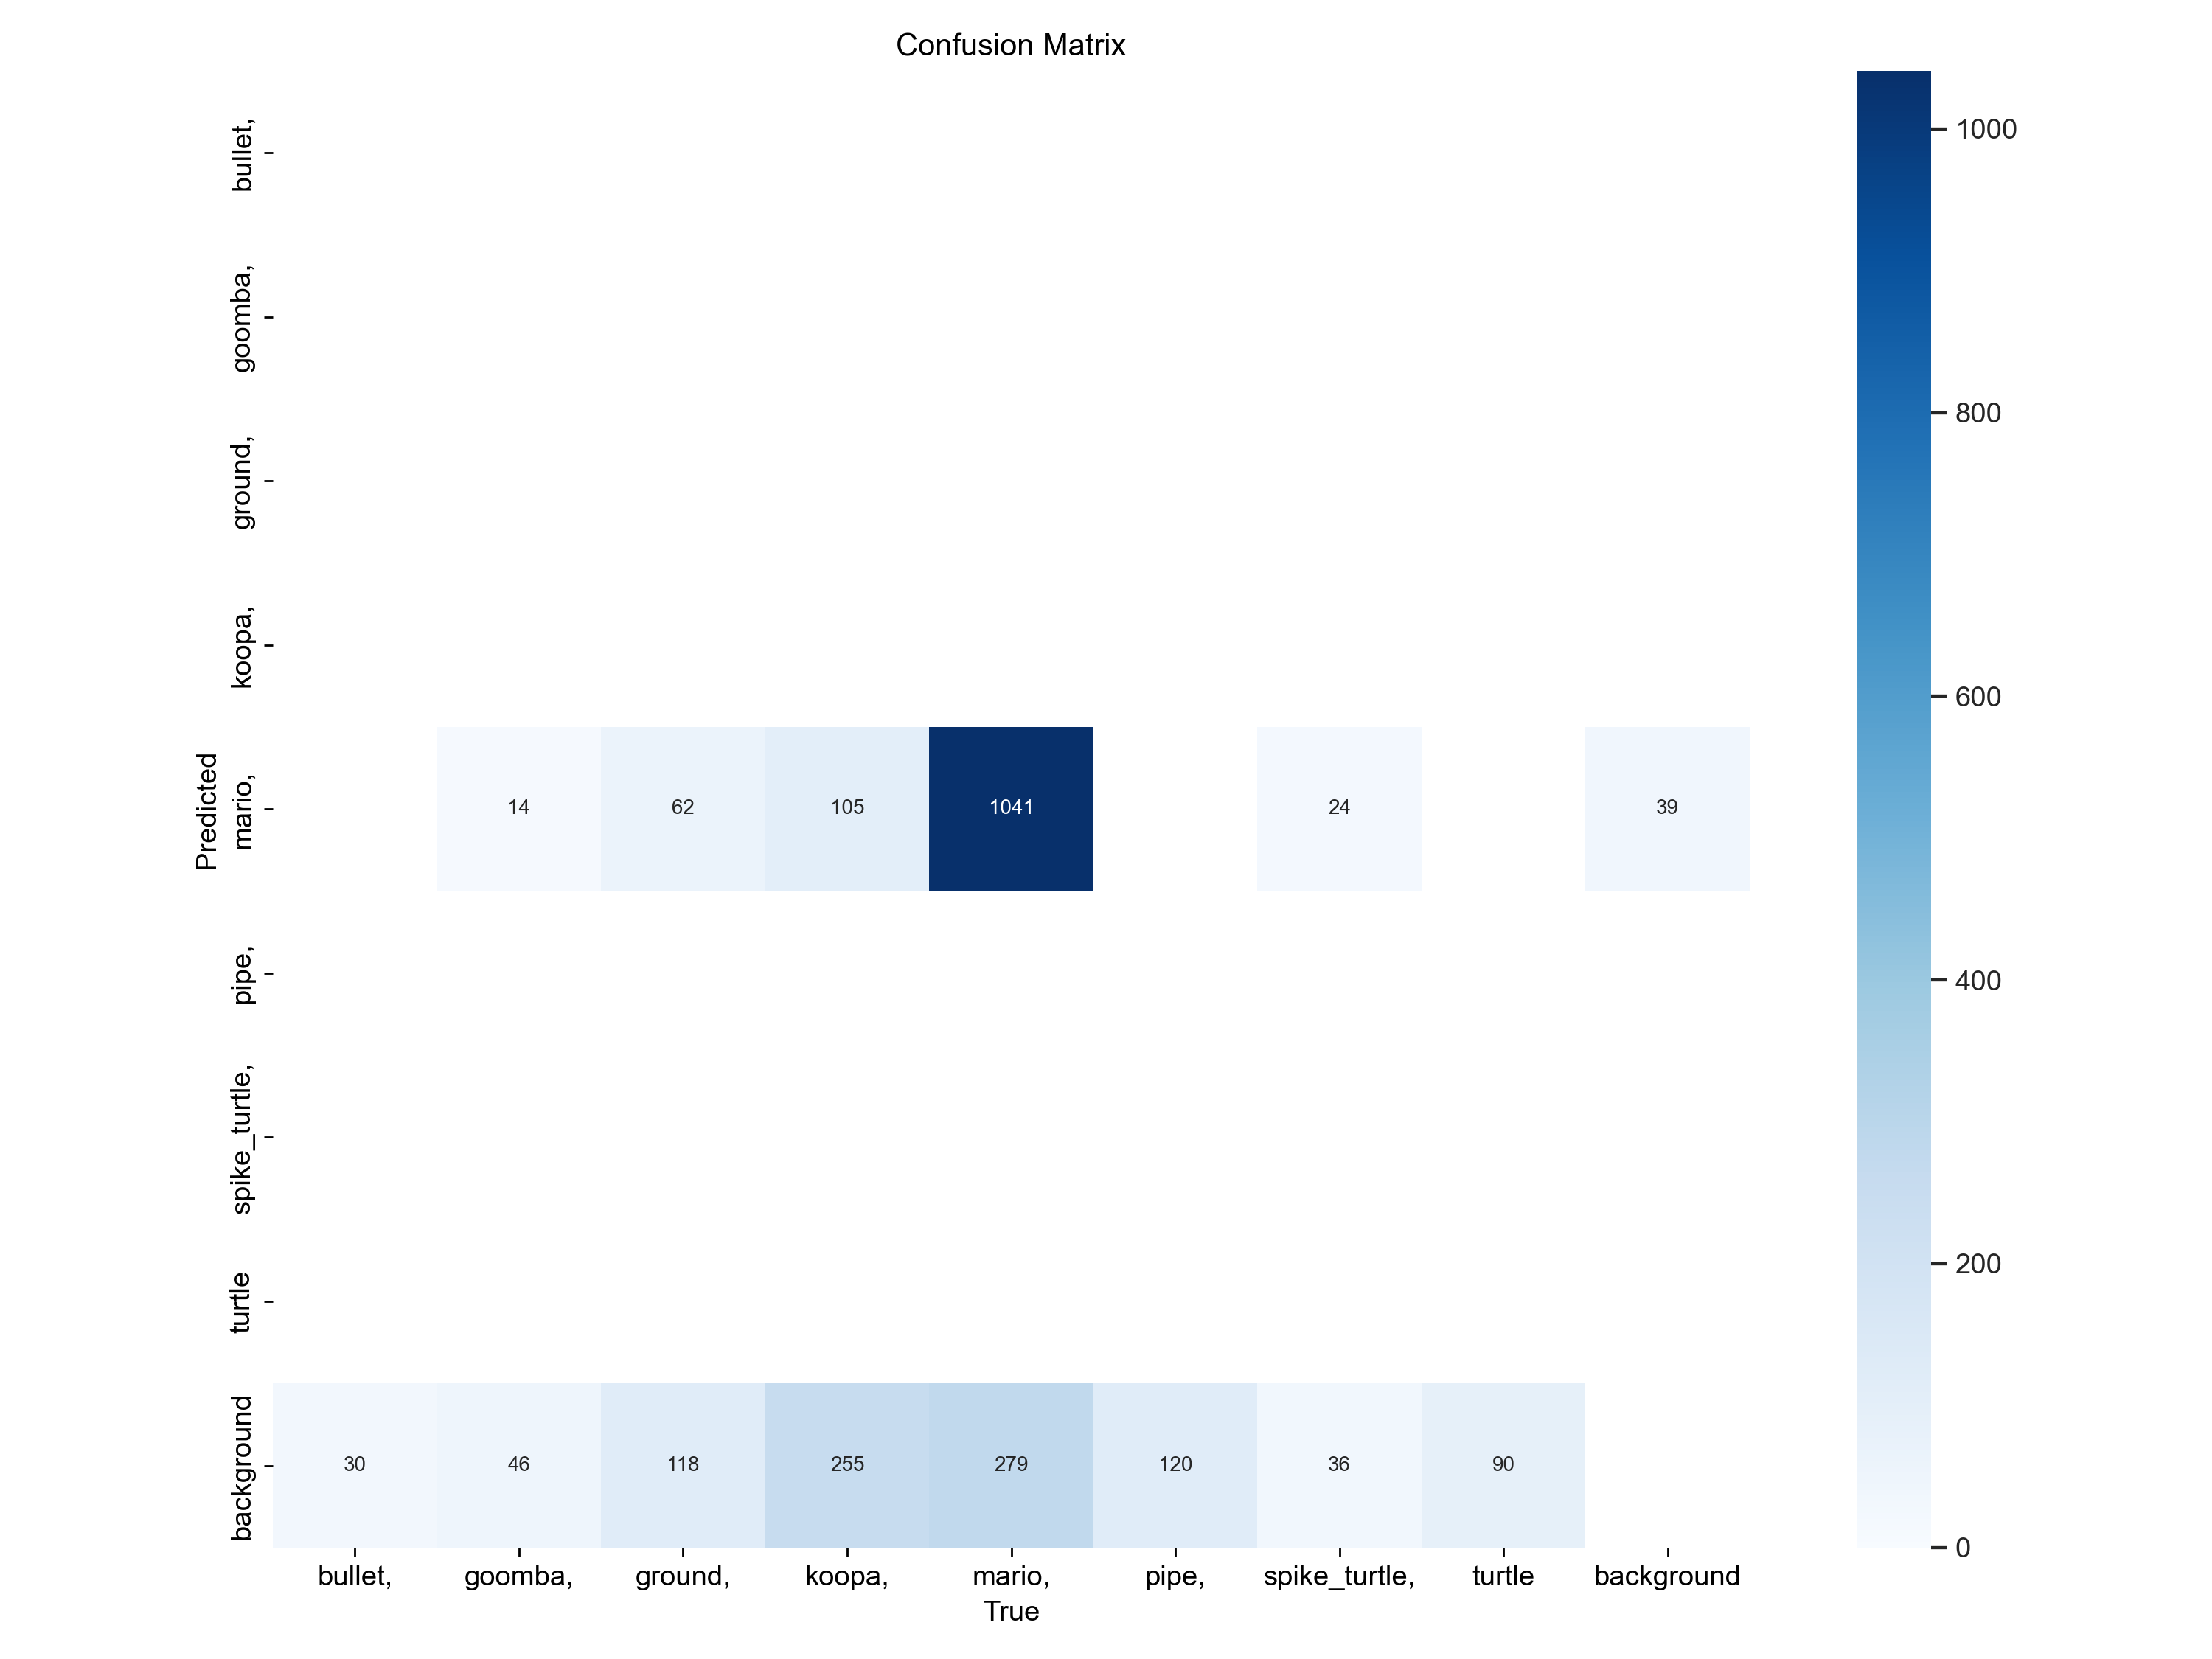 Confusion Matrix
Predicted
bullet,
goomba,
ground,
koopa,
mario,
pipe,
spike_turtle,
turtle
background
14 62 105 1041 24 39
30 46 118 255 279 120 36 90
bullet, goomba, ground, koopa, mario, pipe, spike_turtle, turtle background
True
1000
800
600
400
200
0